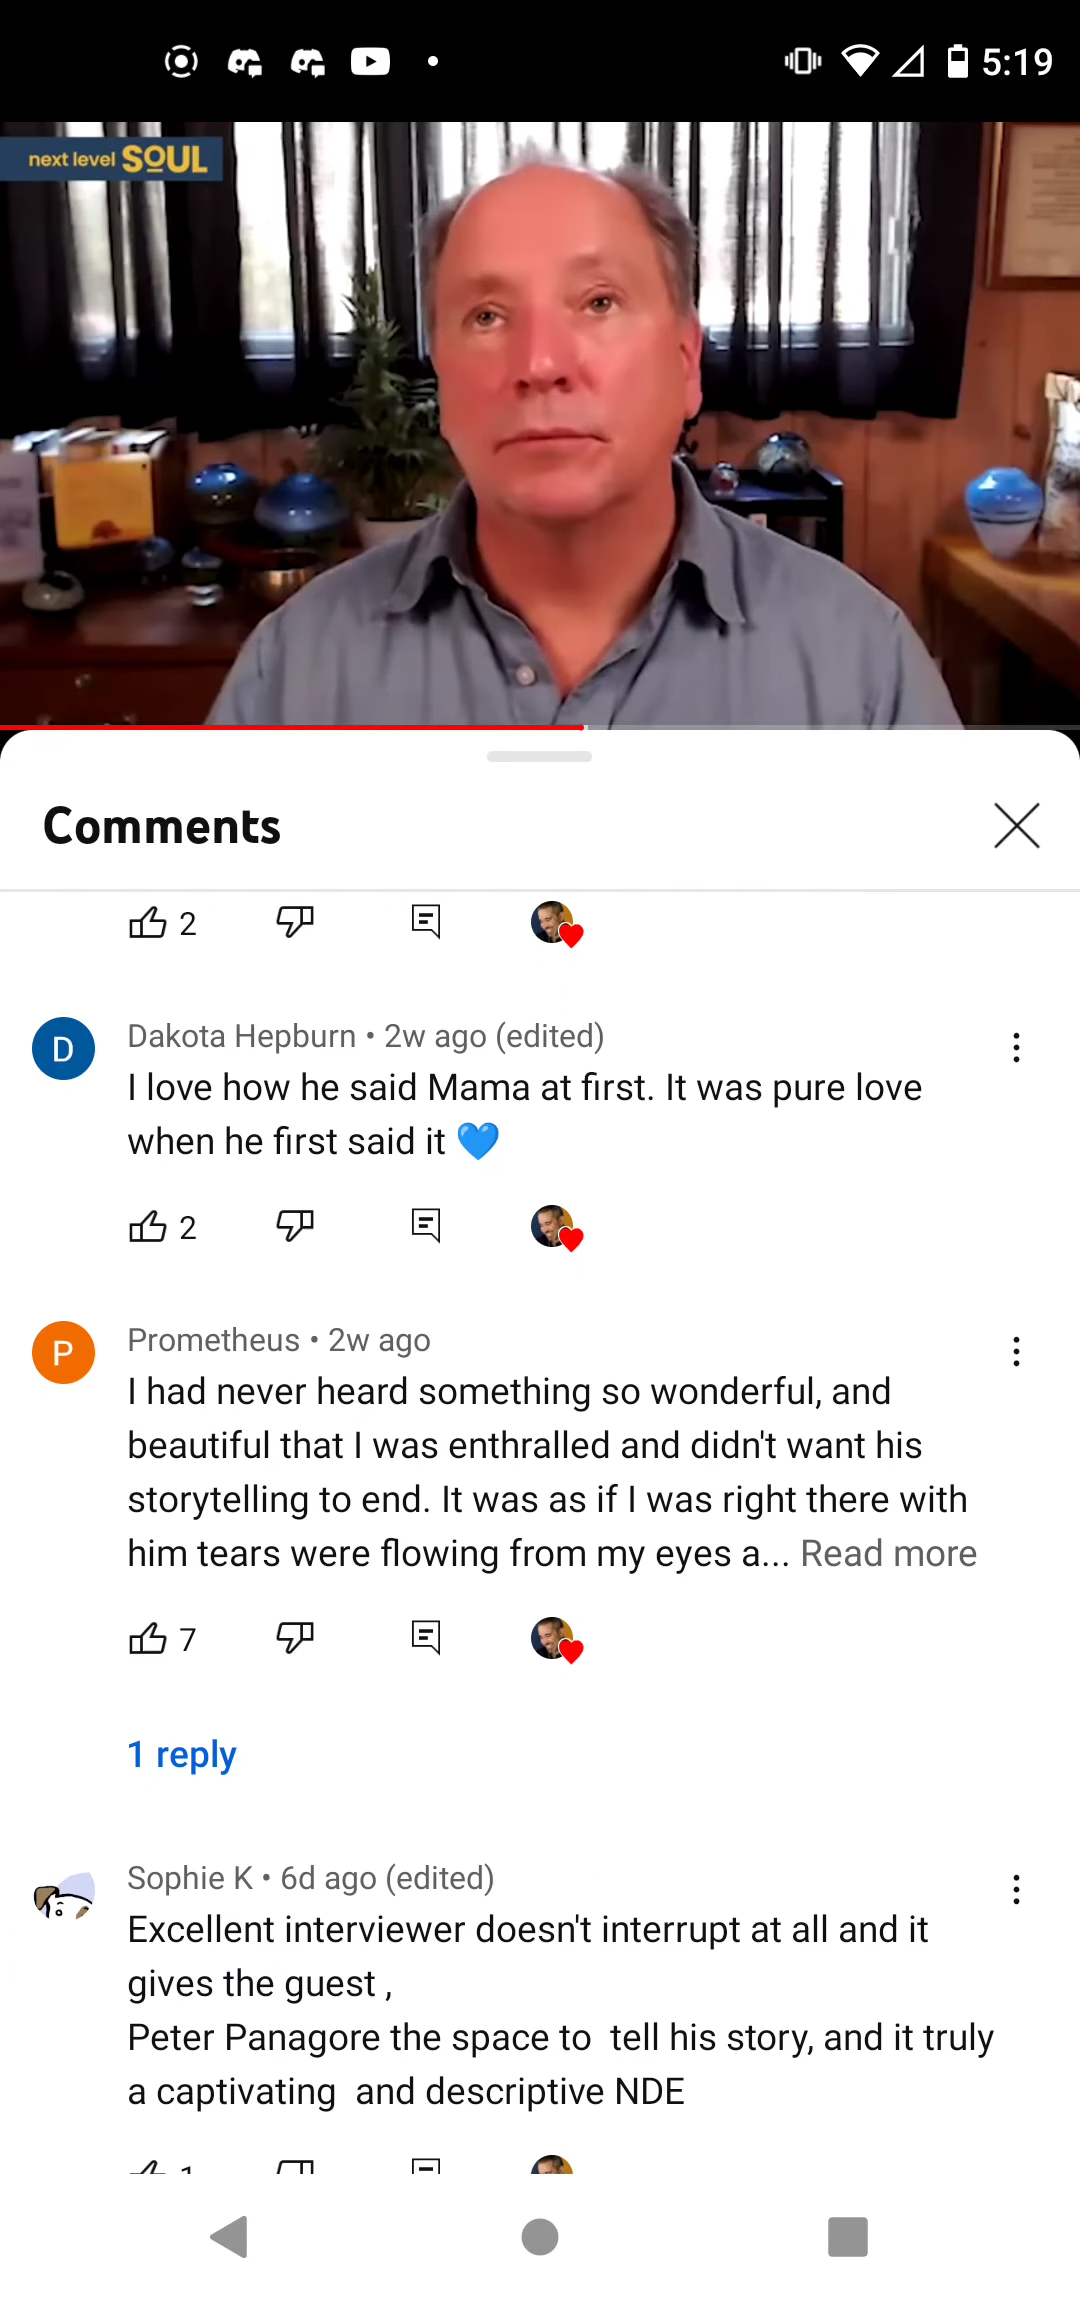 5:19
next level SOUL
Comments
2
D
Dakota Hepburn • 2w ago (edited)
I love how he said Mama at first. It was pure love
when he first said it 💙
2
P
Prometheus • 2w ago
I had never heard something so wonderful, and
beautiful that I was enthralled and didn't want his
storytelling to end. It was as if I was right there with
him tears were flowing from my eyes a... Read more
7
1 reply
Sophie K • 6d ago (edited)
Excellent interviewer doesn't interrupt at all and it
gives the guest ,
Peter Panagore the space to  tell his story, and it truly
a captivating  and descriptive NDE